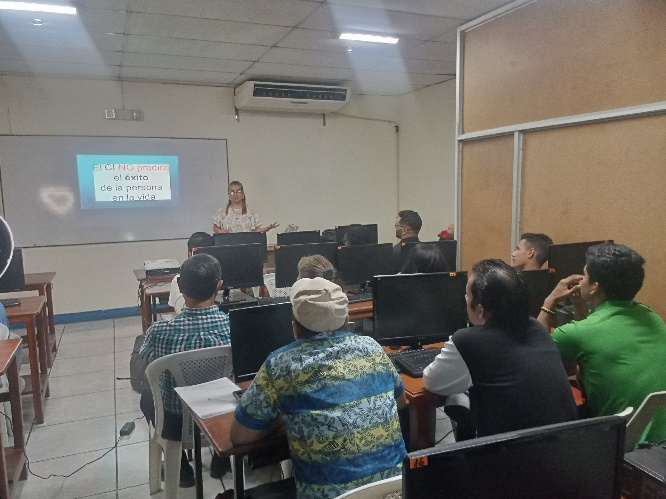 El CI NO predice
el éxito
de la persona
en la vida